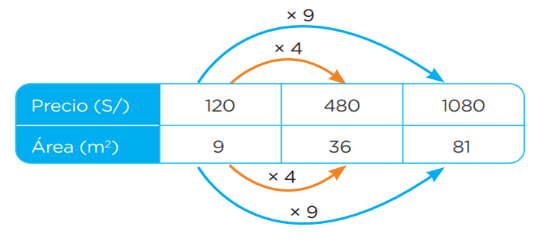 × 9
× 4
Precio (S/) 120 480 1080
Área (m²) 9 36 81
× 4
× 9